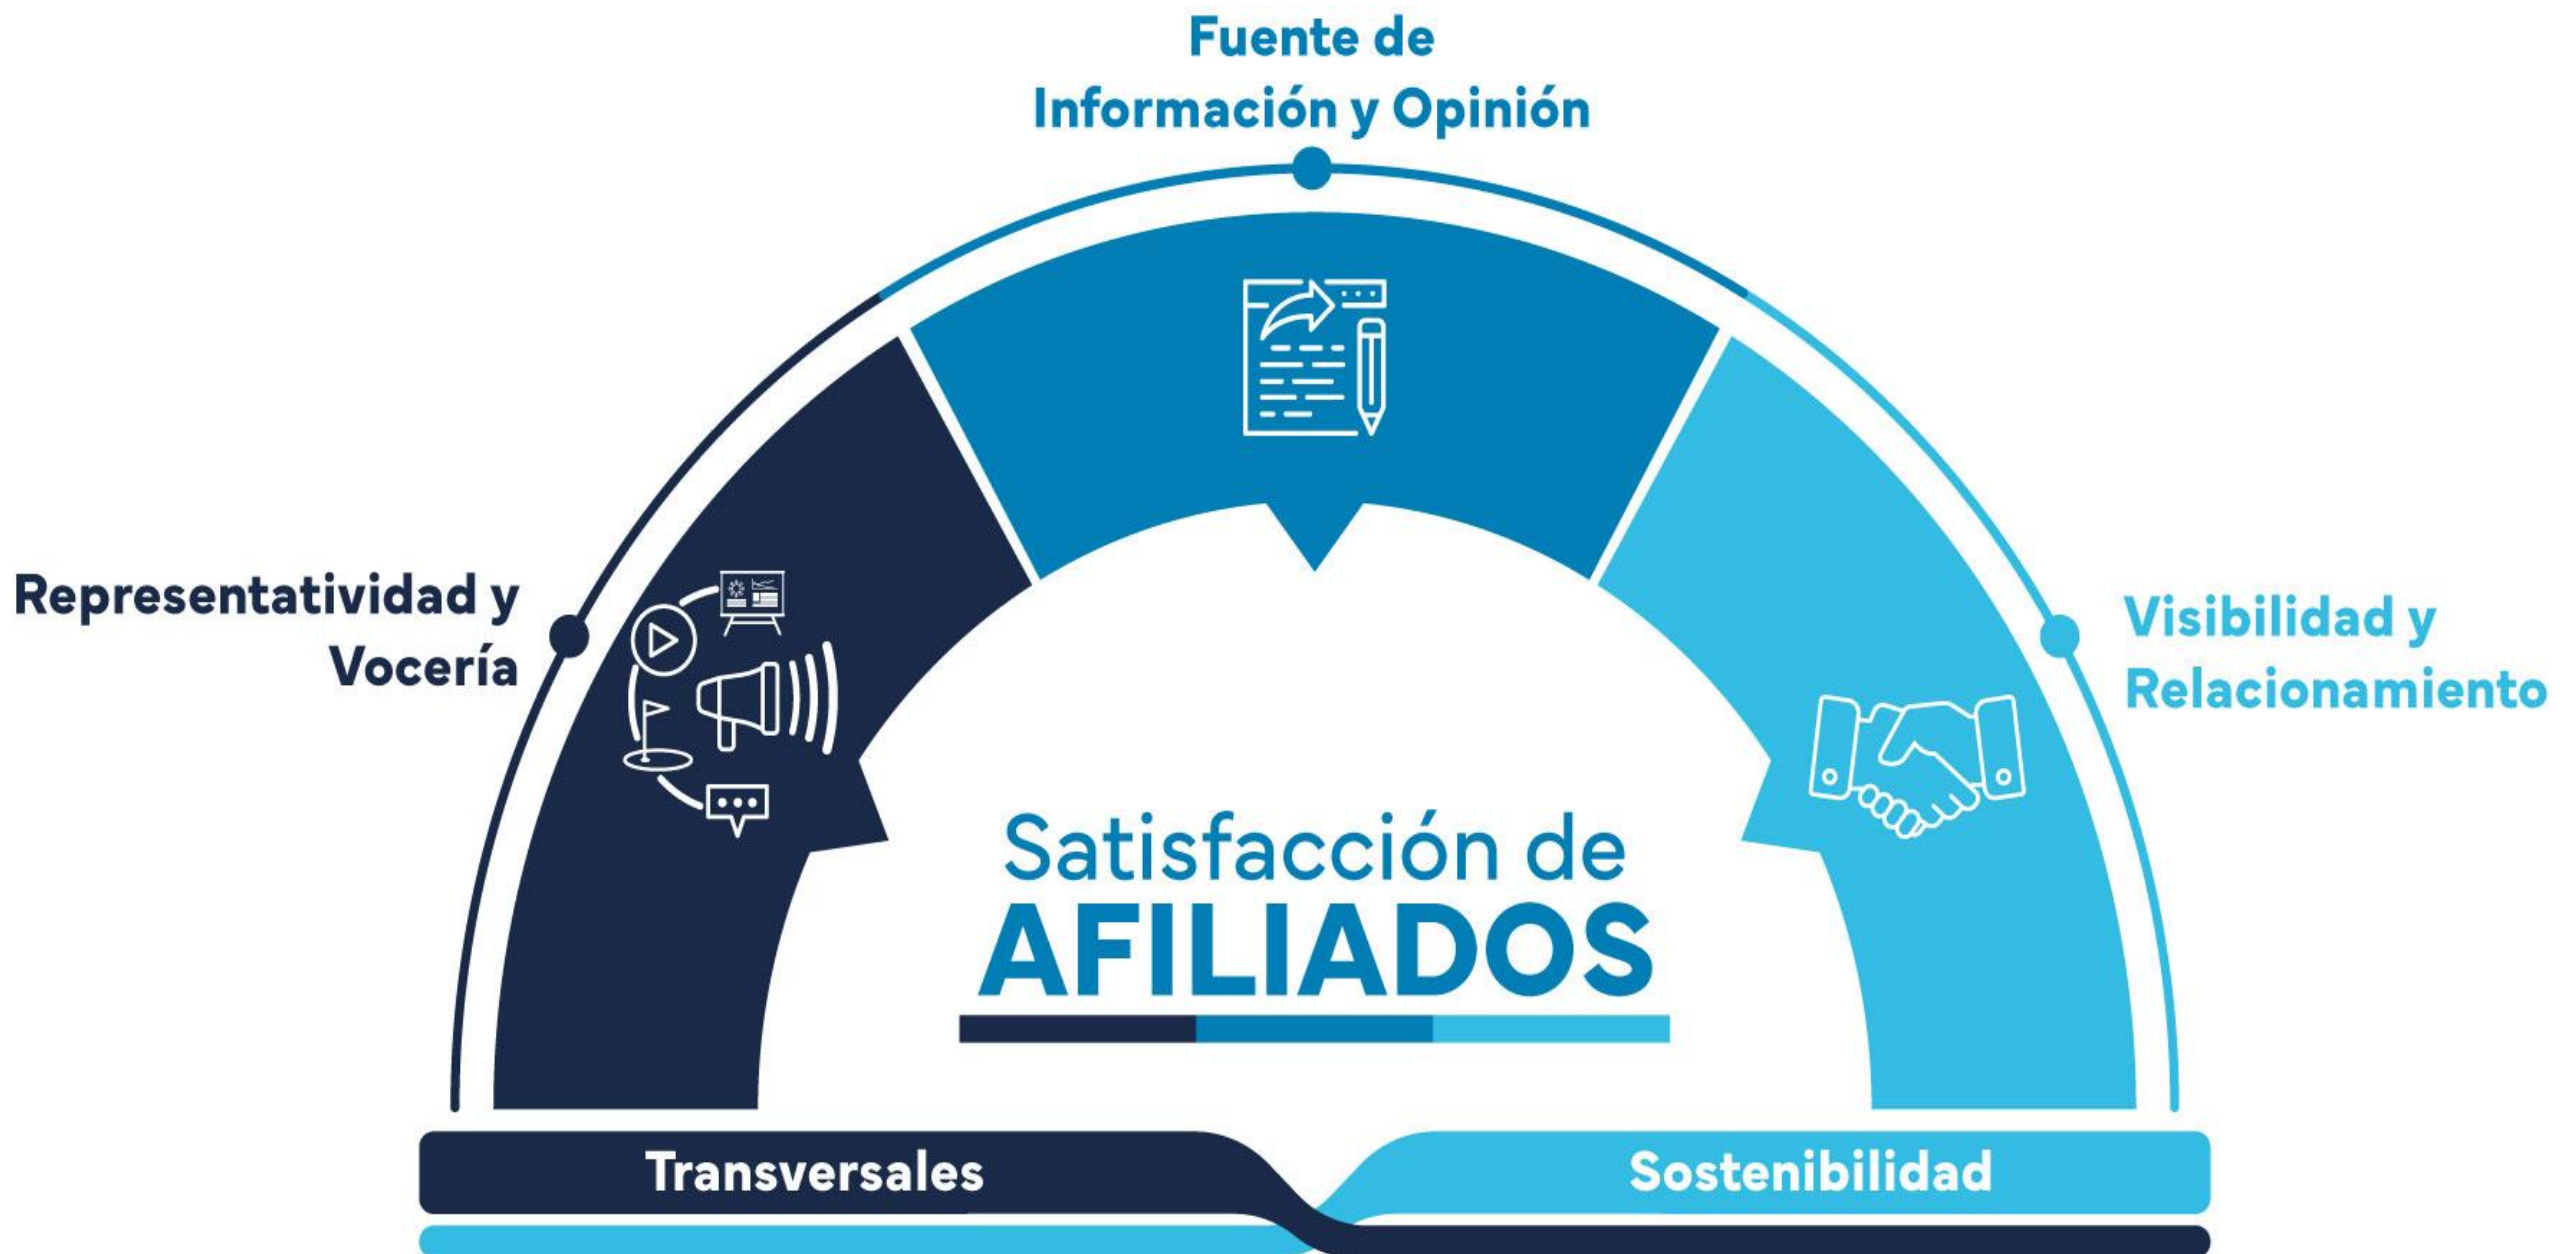 Fuente de
Información y Opinión
Representatividad y
Vocería
Visibilidad y
Relacionamiento
Satisfacción de
AFILIADOS
Transversales
Sostenibilidad